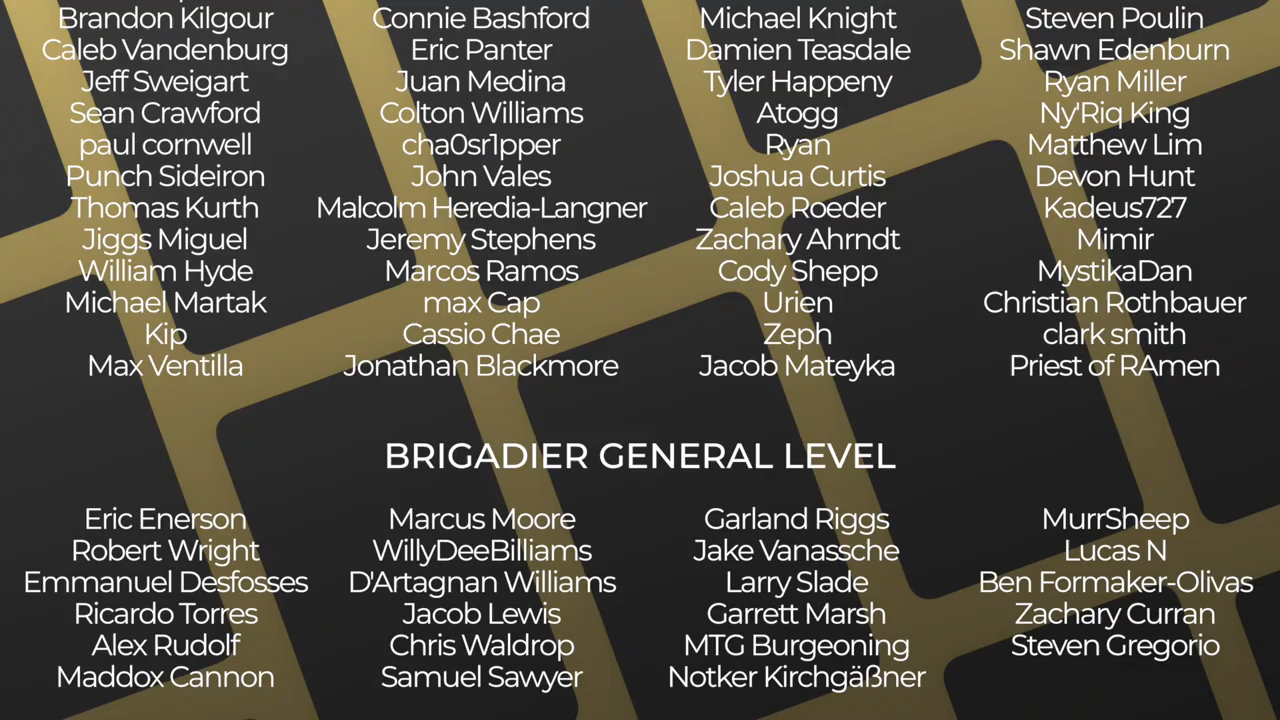 Brandon Kilgour Connie Bashford Michael Knight Steven Poulin
Caleb Vandenburg Eric Panter Damien Teasdale Shawn Edenburn
Jeff Sweigart Juan Medina Tyler Happeny Ryan Miller
Sean Crawford Colton Williams Atogg Ny'Riq King
paul cornwell cha0sr1pper Ryan Matthew Lim
Punch Sideiron John Vales Joshua Curtis Devon Hunt
Thomas Kurth Malcolm Heredia-Langner Caleb Roeder Kadeus727
Jiggs Miguel Jeremy Stephens Zachary Ahrndt Mimir
William Hyde Marcos Ramos Cody Shepp MystikaDan
Michael Martak max Cap Urien Christian Rothbauer
Kip Cassio Chae Zeph clark smith
Max Ventilla Jonathan Blackmore Jacob Mateyka Priest of RAmen
BRIGADIER GENERAL LEVEL
Eric Enerson Marcus Moore Garland Riggs MurrSheep
Robert Wright WillyDeeBilliams Jake Vanassche Lucas N
Emmanuel Desfosses D'Artagnan Williams Larry Slade Ben Formaker-Olivas
Ricardo Torres Jacob Lewis Garrett Marsh Zachary Curran
Alex Rudolf Chris Waldrop MTG Burgeoning Steven Gregorio
Maddox Cannon Samuel Sawyer Notker Kirchgäßner